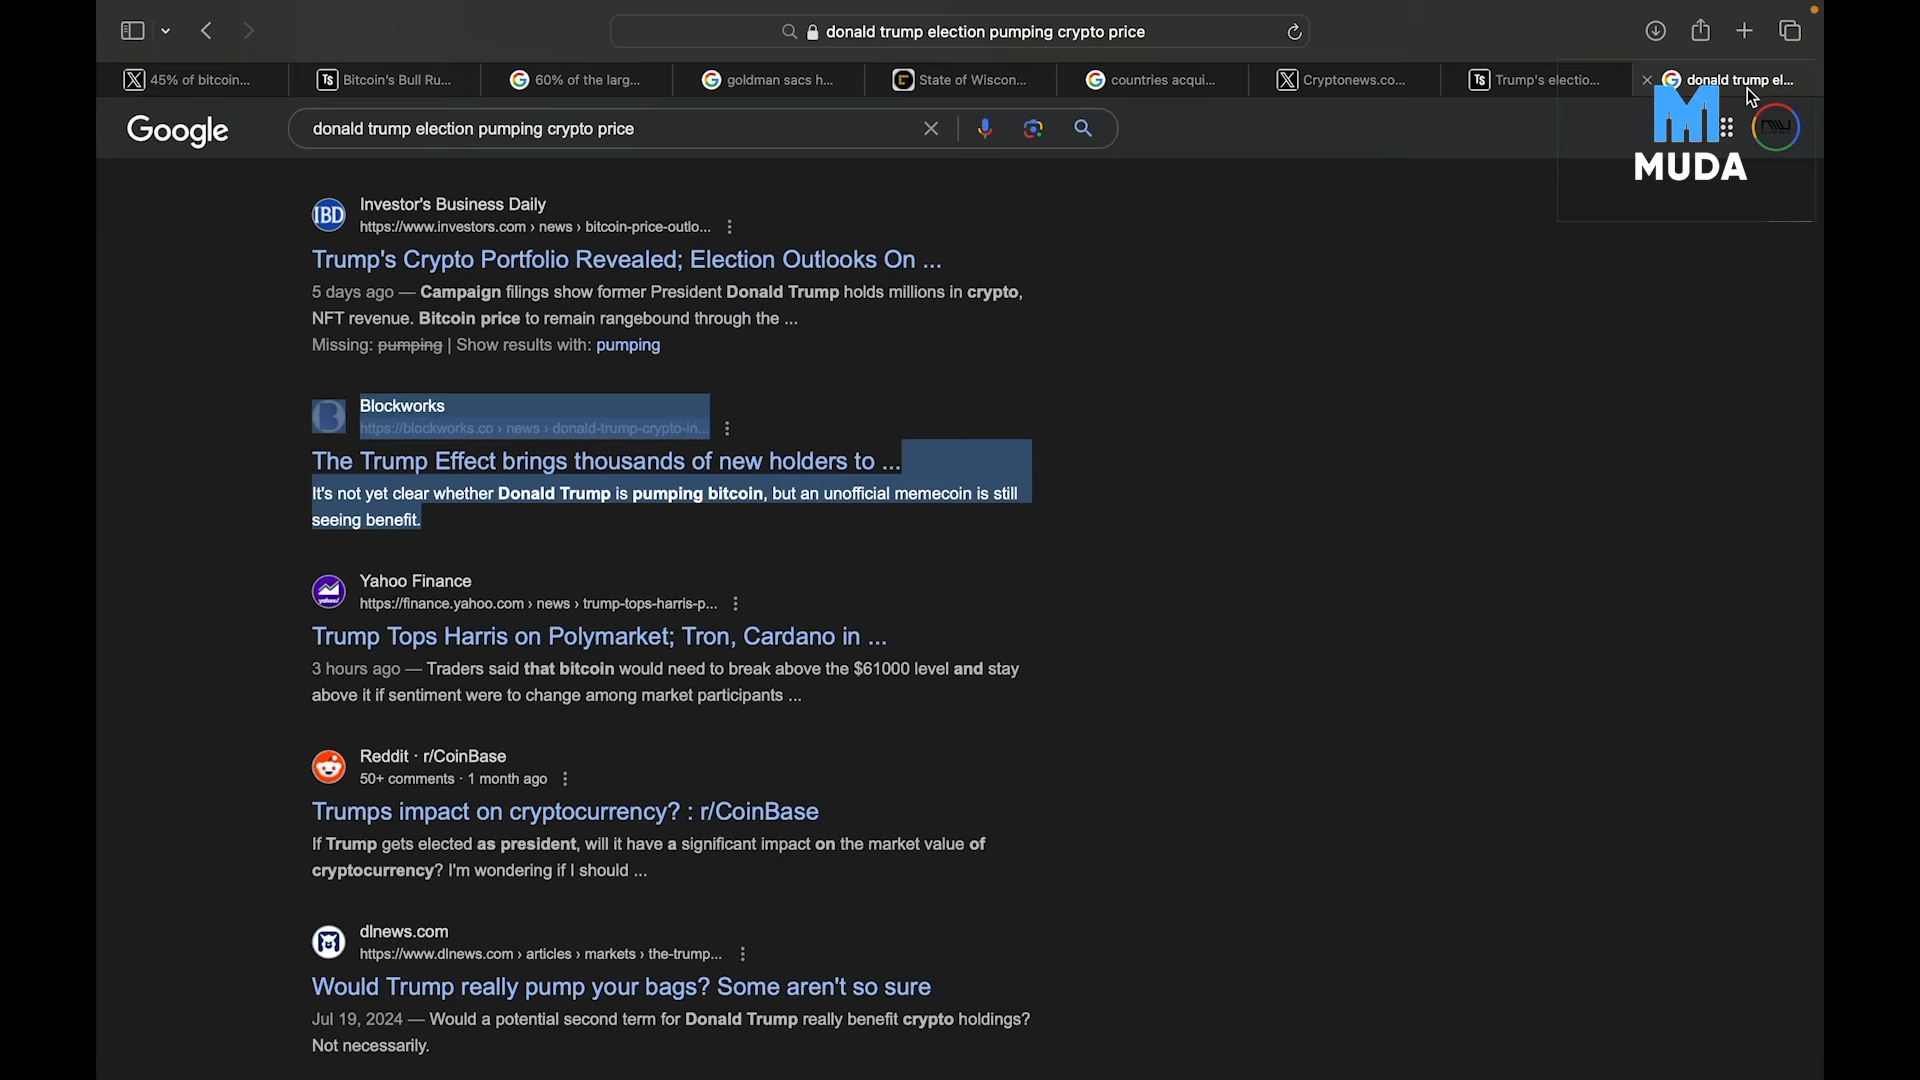 donald trump election pumping crypto price
45% of bitcoin...
Bitcoin's Bull Ru...
60% of the larg...
goldman sacs h...
State of Wiscon...
countries acqui...
Cryptonews.co...
Trump's electio...
donald trump el...
Google
donald trump election pumping crypto price
MUDA
IBD
Investor's Business Daily
https://www.investors.com › news › bitcoin-price-outlo...
Trump's Crypto Portfolio Revealed; Election Outlooks On ...
5 days ago — Campaign filings show former President Donald Trump holds millions in crypto,
NFT revenue. Bitcoin price to remain rangebound through the ...
Missing: pumping | Show results with: pumping
Blockworks
https://blockworks.co › news › donald-trump-crypto-in...
The Trump Effect brings thousands of new holders to ...
It's not yet clear whether Donald Trump is pumping bitcoin, but an unofficial memecoin is still
seeing benefit.
Yahoo Finance
https://finance.yahoo.com › news › trump-tops-harris-p...
Trump Tops Harris on Polymarket; Tron, Cardano in ...
3 hours ago — Traders said that bitcoin would need to break above the $61000 level and stay
above it if sentiment were to change among market participants ...
Reddit · r/CoinBase
50+ comments · 1 month ago
Trumps impact on cryptocurrency? : r/CoinBase
If Trump gets elected as president, will it have a significant impact on the market value of
cryptocurrency? I'm wondering if I should ...
dlnews.com
https://www.dlnews.com › articles › markets › the-trump...
Would Trump really pump your bags? Some aren't so sure
Jul 19, 2024 — Would a potential second term for Donald Trump really benefit crypto holdings?
Not necessarily.